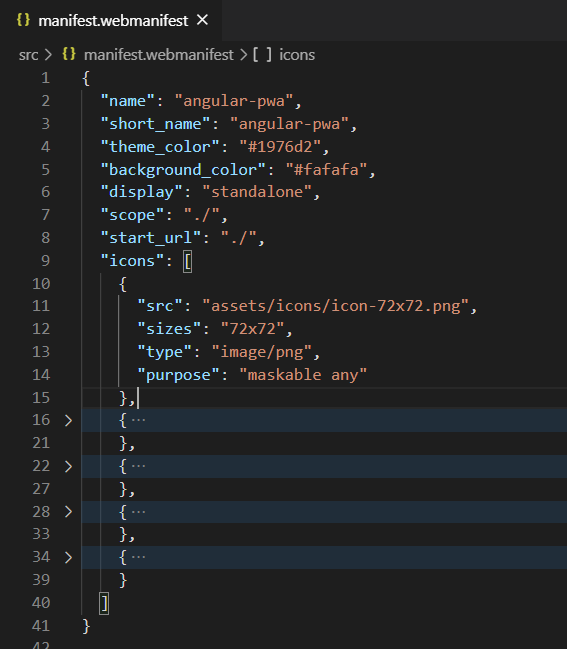 {} manifest.webmanifest ×
src > {} manifest.webmanifest > [ ] icons
1 {
2 "name": "angular-pwa",
3 "short_name": "angular-pwa",
4 "theme_color": "#1976d2",
5 "background_color": "#fafafa",
6 "display": "standalone",
7 "scope": "./",
8 "start_url": "./",
9 "icons": [
10 {
11 "src": "assets/icons/icon-72x72.png",
12 "sizes": "72x72",
13 "type": "image/png",
14 "purpose": "maskable any"
15 },
16 > { ···
21 },
22 > { ···
27 },
28 > { ···
33 },
34 > { ···
39 }
40 ]
41 }
42